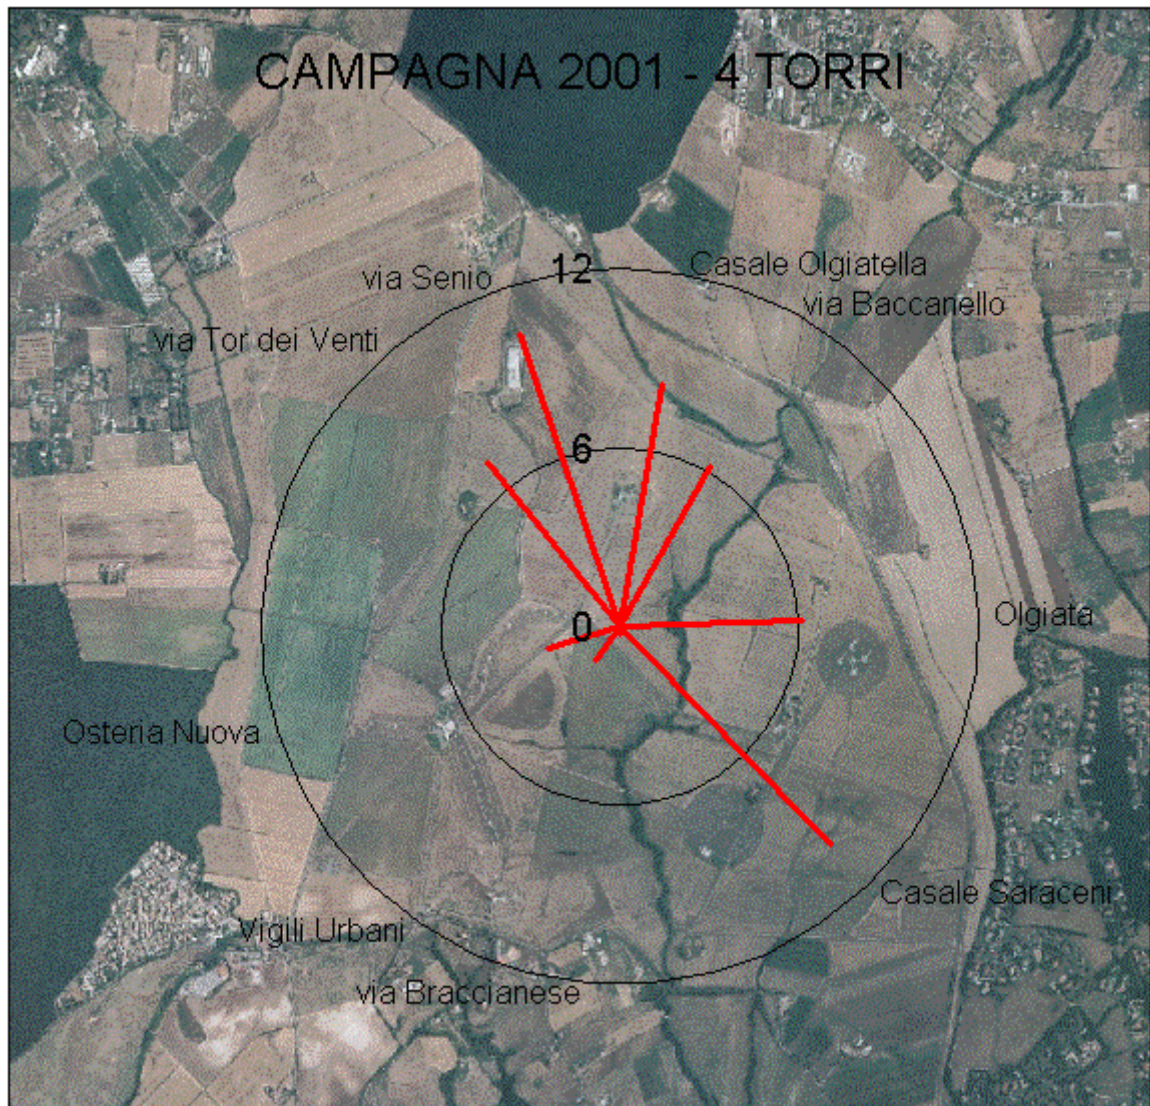 CAMPAGNA 2001 - 4 TORRI
via Senio
12
Casale Olgiatella
via Baccanello
via Tor dei Venti
6
0
Olgiata
Osteria Nuova
Casale Saraceni
Vigili Urbani
via Braccianese